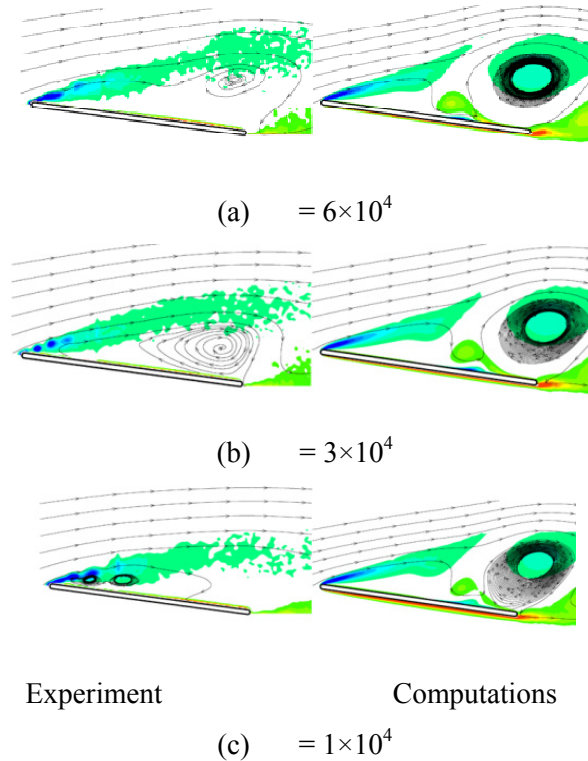 (a) = 6×10⁴
(b) = 3×10⁴
Experiment Computations
(c) = 1×10⁴